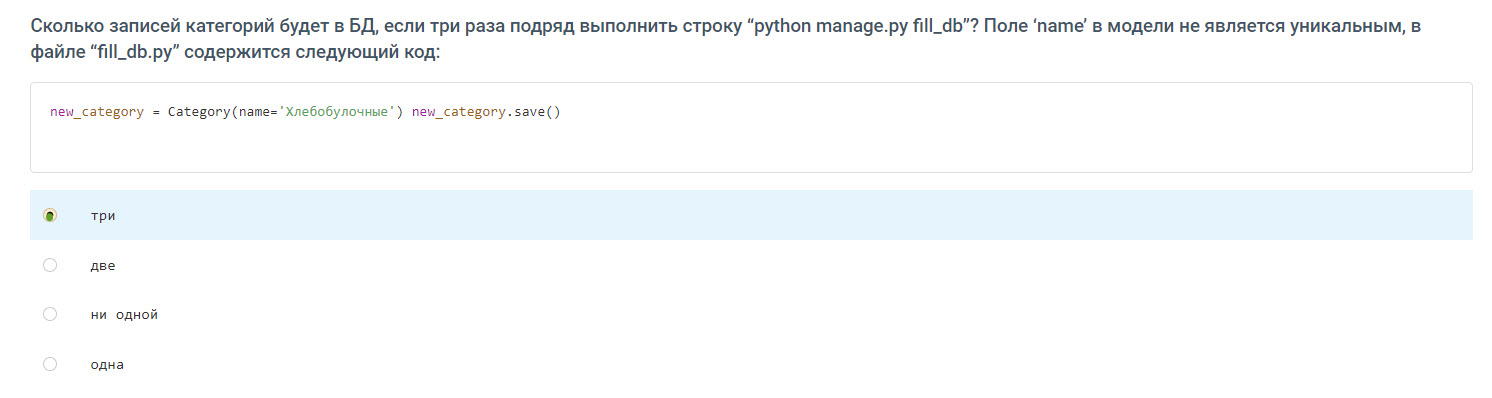 Сколько записей категорий будет в БД, если три раза подряд выполнить строку “python manage.py fill_db”? Поле ‘name’ в модели не является уникальным, в
файле “fill_db.py” содержится следующий код:
new_category = Category(name='Хлебобулочные') new_category.save()
три
две
ни одной
одна